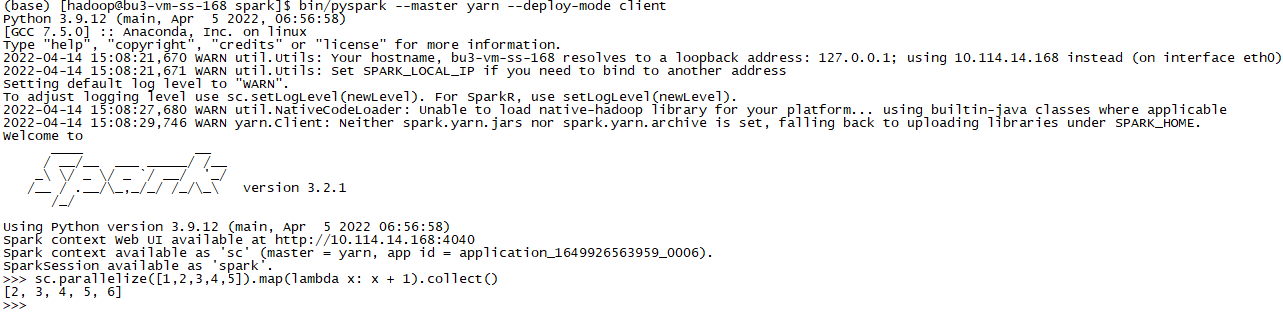 (base) [hadoop@bu3-vm-ss-168 spark]$ bin/pyspark --master yarn --deploy-mode client
Python 3.9.12 (main, Apr  5 2022, 06:56:58)
[GCC 7.5.0] :: Anaconda, Inc. on linux
Type "help", "copyright", "credits" or "license" for more information.
2022-04-14 15:08:21,670 WARN util.Utils: Your hostname, bu3-vm-ss-168 resolves to a loopback address: 127.0.0.1; using 10.114.14.168 instead (on interface eth0)
2022-04-14 15:08:21,671 WARN util.Utils: Set SPARK_LOCAL_IP if you need to bind to another address
Setting default log level to "WARN".
To adjust logging level use sc.setLogLevel(newLevel). For SparkR, use setLogLevel(newLevel).
2022-04-14 15:08:27,680 WARN util.NativeCodeLoader: Unable to load native-hadoop library for your platform... using builtin-java classes where applicable
2022-04-14 15:08:29,746 WARN yarn.Client: Neither spark.yarn.jars nor spark.yarn.archive is set, falling back to uploading libraries under SPARK_HOME.
Welcome to
Spark version 3.2.1
Using Python version 3.9.12 (main, Apr  5 2022 06:56:58)
Spark context Web UI available at http://10.114.14.168:4040
Spark context available as 'sc' (master = yarn, app id = application_1649926563959_0006).
SparkSession available as 'spark'.
>>> sc.parallelize([1,2,3,4,5]).map(lambda x: x + 1).collect()
[2, 3, 4, 5, 6]
>>>